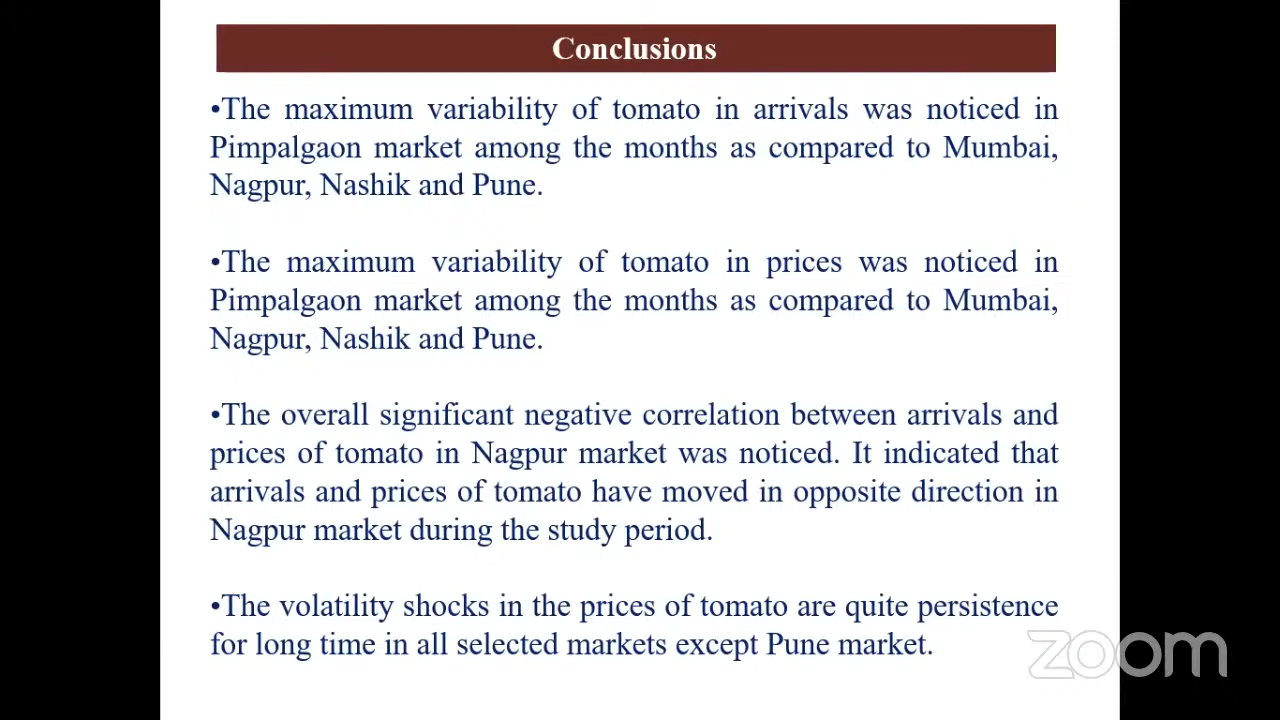 Conclusions
•The maximum variability of tomato in arrivals was noticed in
Pimpalgaon market among the months as compared to Mumbai,
Nagpur, Nashik and Pune.
•The maximum variability of tomato in prices was noticed in
Pimpalgaon market among the months as compared to Mumbai,
Nagpur, Nashik and Pune.
•The overall significant negative correlation between arrivals and
prices of tomato in Nagpur market was noticed. It indicated that
arrivals and prices of tomato have moved in opposite direction in
Nagpur market during the study period.
•The volatility shocks in the prices of tomato are quite persistence
for long time in all selected markets except Pune market.
zoom